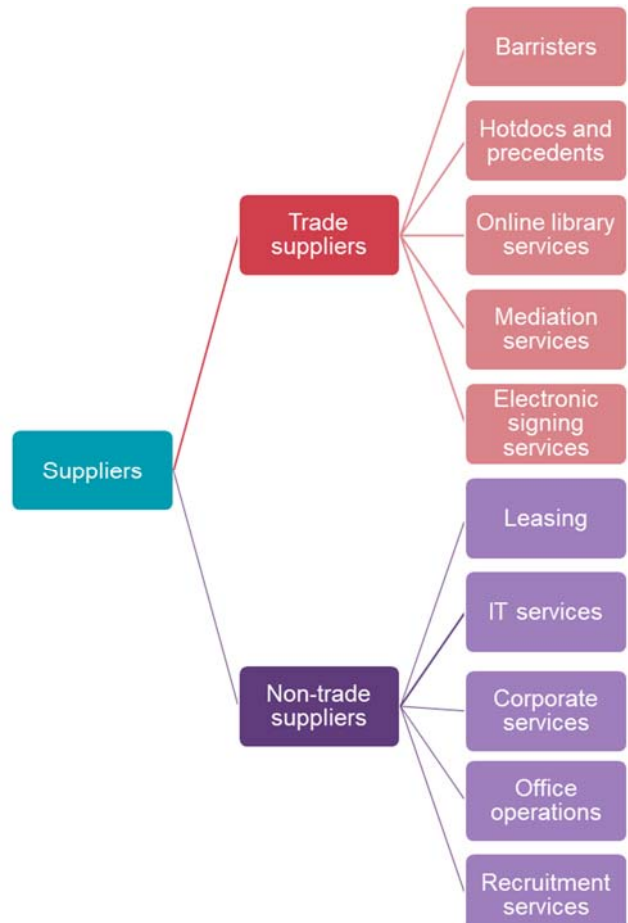 Suppliers
Trade
suppliers
Barristers
Hotdocs and
precedents
Online library
services
Mediation
services
Electronic
signing
services
Non-trade
suppliers
Leasing
IT services
Corporate
services
Office
operations
Recruitment
services